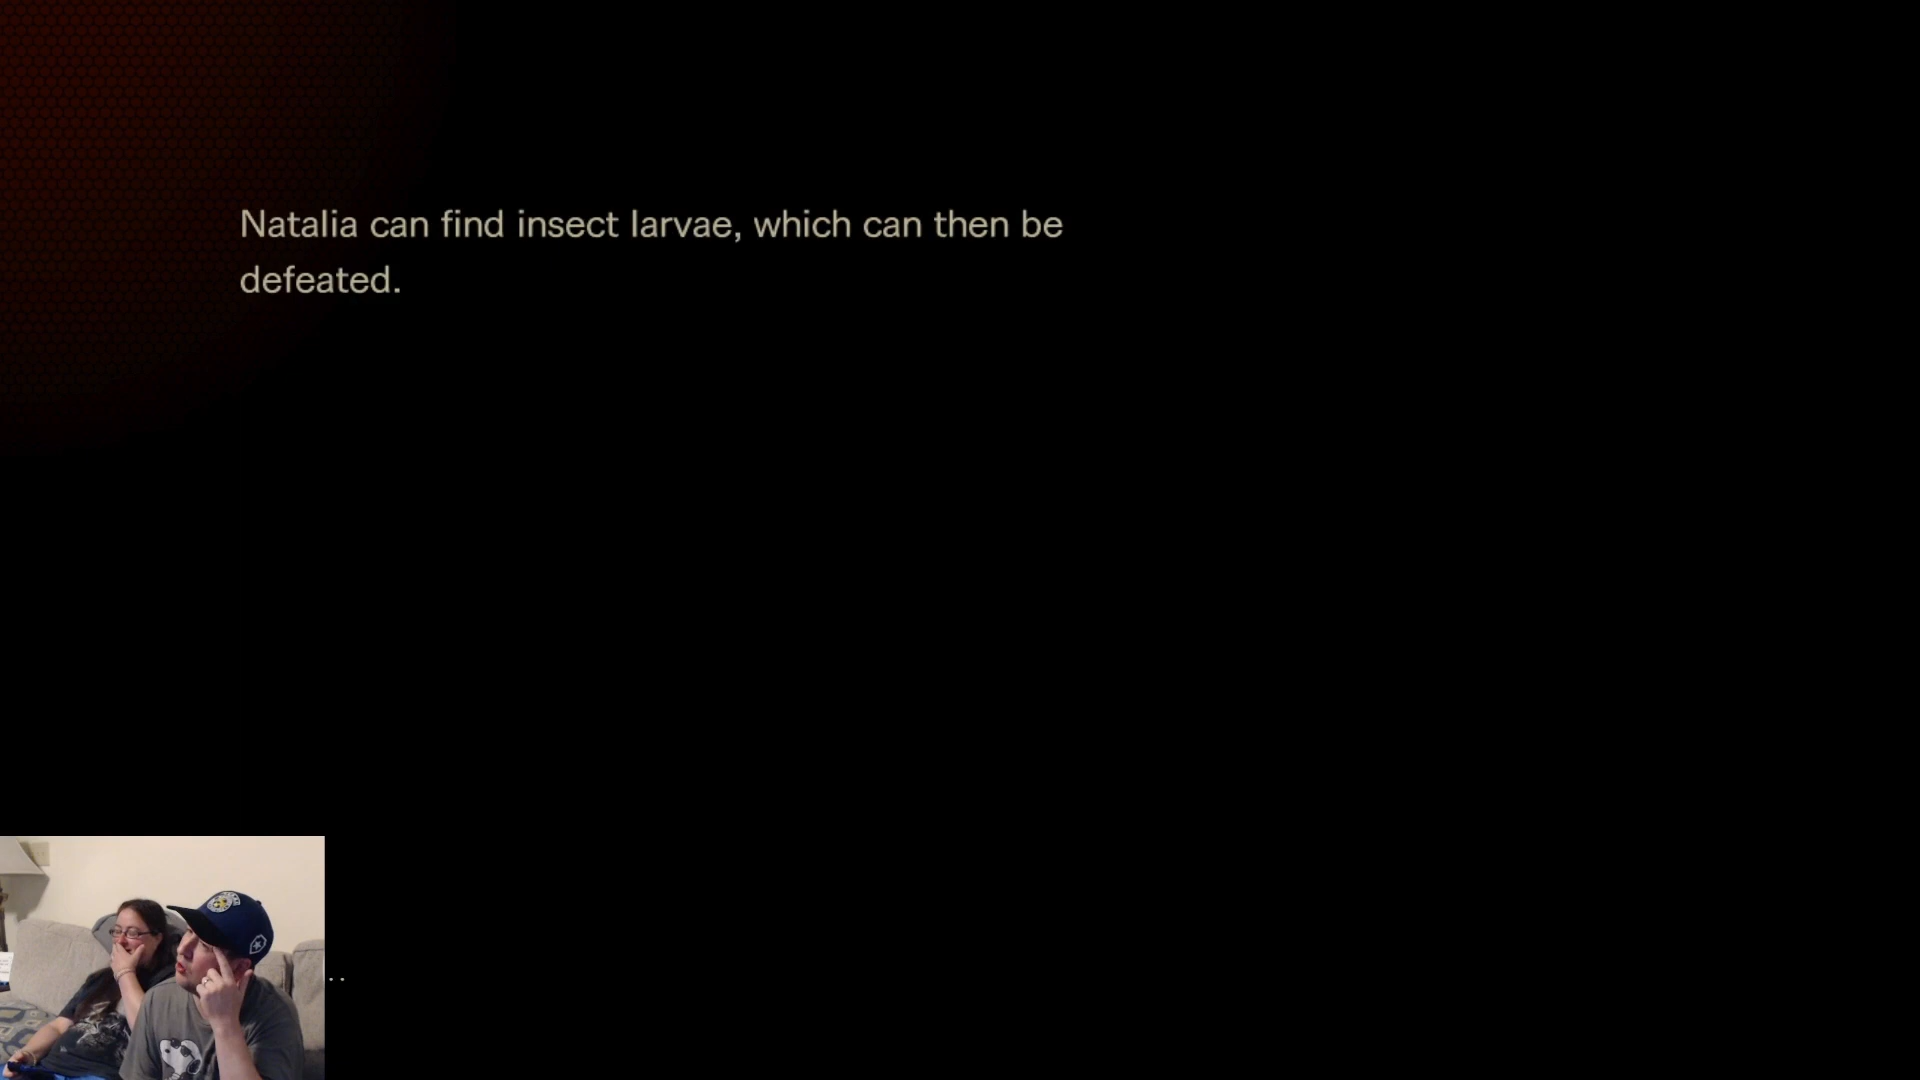 Natalia can find insect larvae, which can then be
defeated.
..